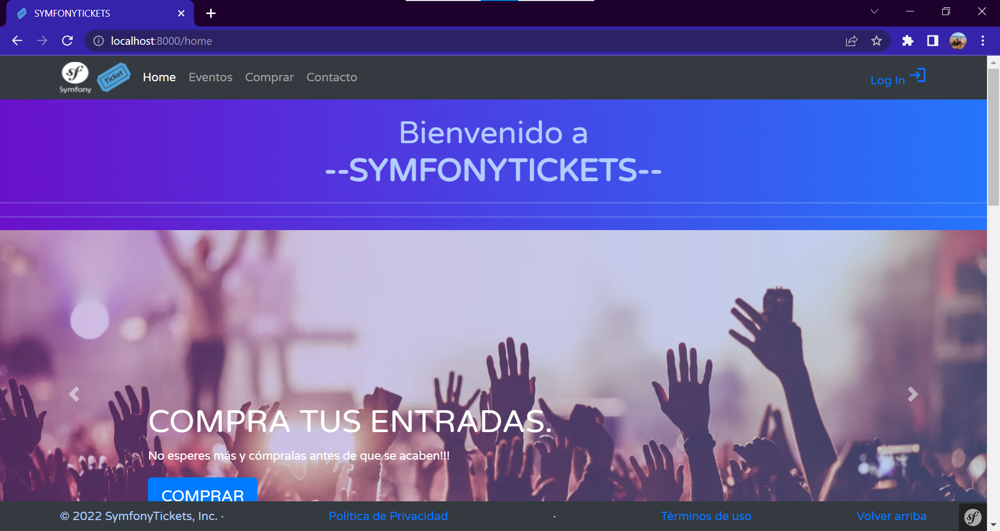 SYMFONYTICKETS
localhost:8000/home
Symfony
Ticket
Home
Eventos
Comprar
Contacto
Log In
Bienvenido a
--SYMFONYTICKETS--
COMPRA TUS ENTRADAS.
No esperes más y cómpralas antes de que se acaben!!!
COMPRAR
© 2022 SymfonyTickets, Inc. ·
Política de Privacidad
·
Términos de uso
Volver arriba